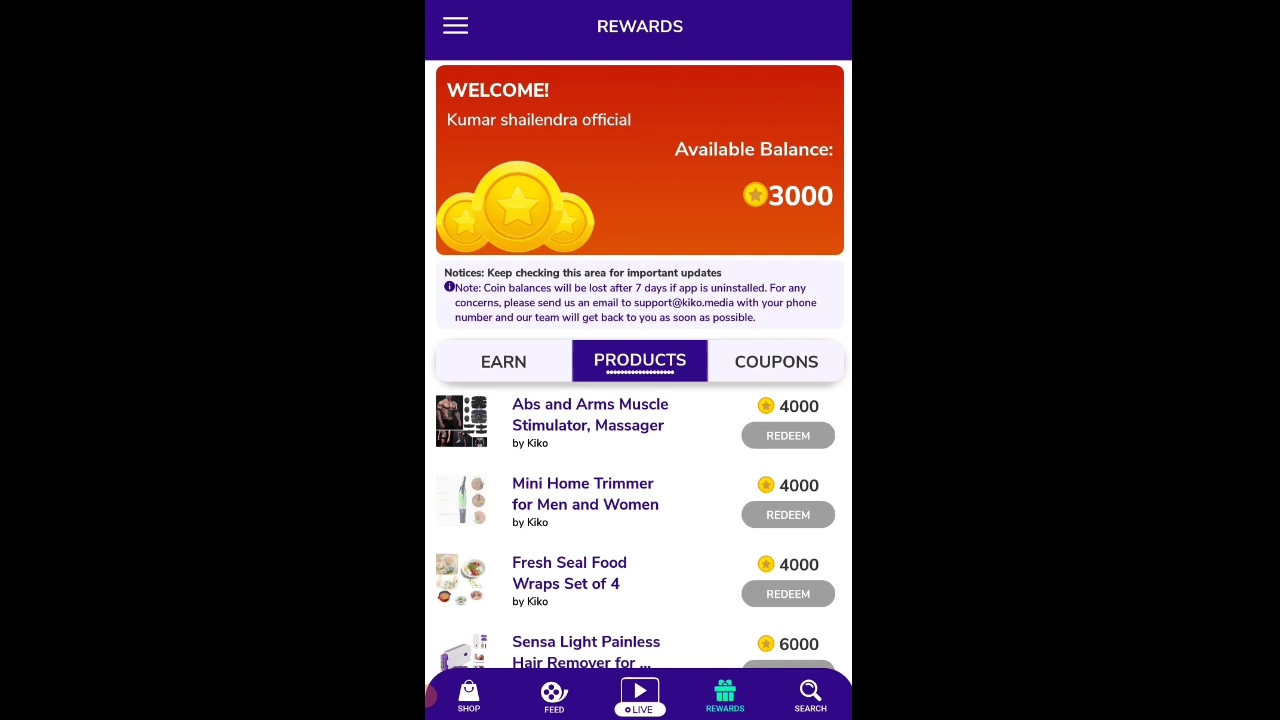 REWARDS
WELCOME!
Kumar shailendra official
Available Balance:
3000
Notices: Keep checking this area for important updates
Note: Coin balances will be lost after 7 days if app is uninstalled. For any
concerns, please send us an email to support@kiko.media with your phone
number and our team will get back to you as soon as possible.
EARN
PRODUCTS
COUPONS
Abs and Arms Muscle
Stimulator, Massager
by Kiko
4000
REDEEM
Mini Home Trimmer
for Men and Women
by Kiko
4000
REDEEM
Fresh Seal Food
Wraps Set of 4
by Kiko
4000
REDEEM
Sensa Light Painless
Hair Remover for ...
6000
SHOP
FEED
LIVE
REWARDS
SEARCH